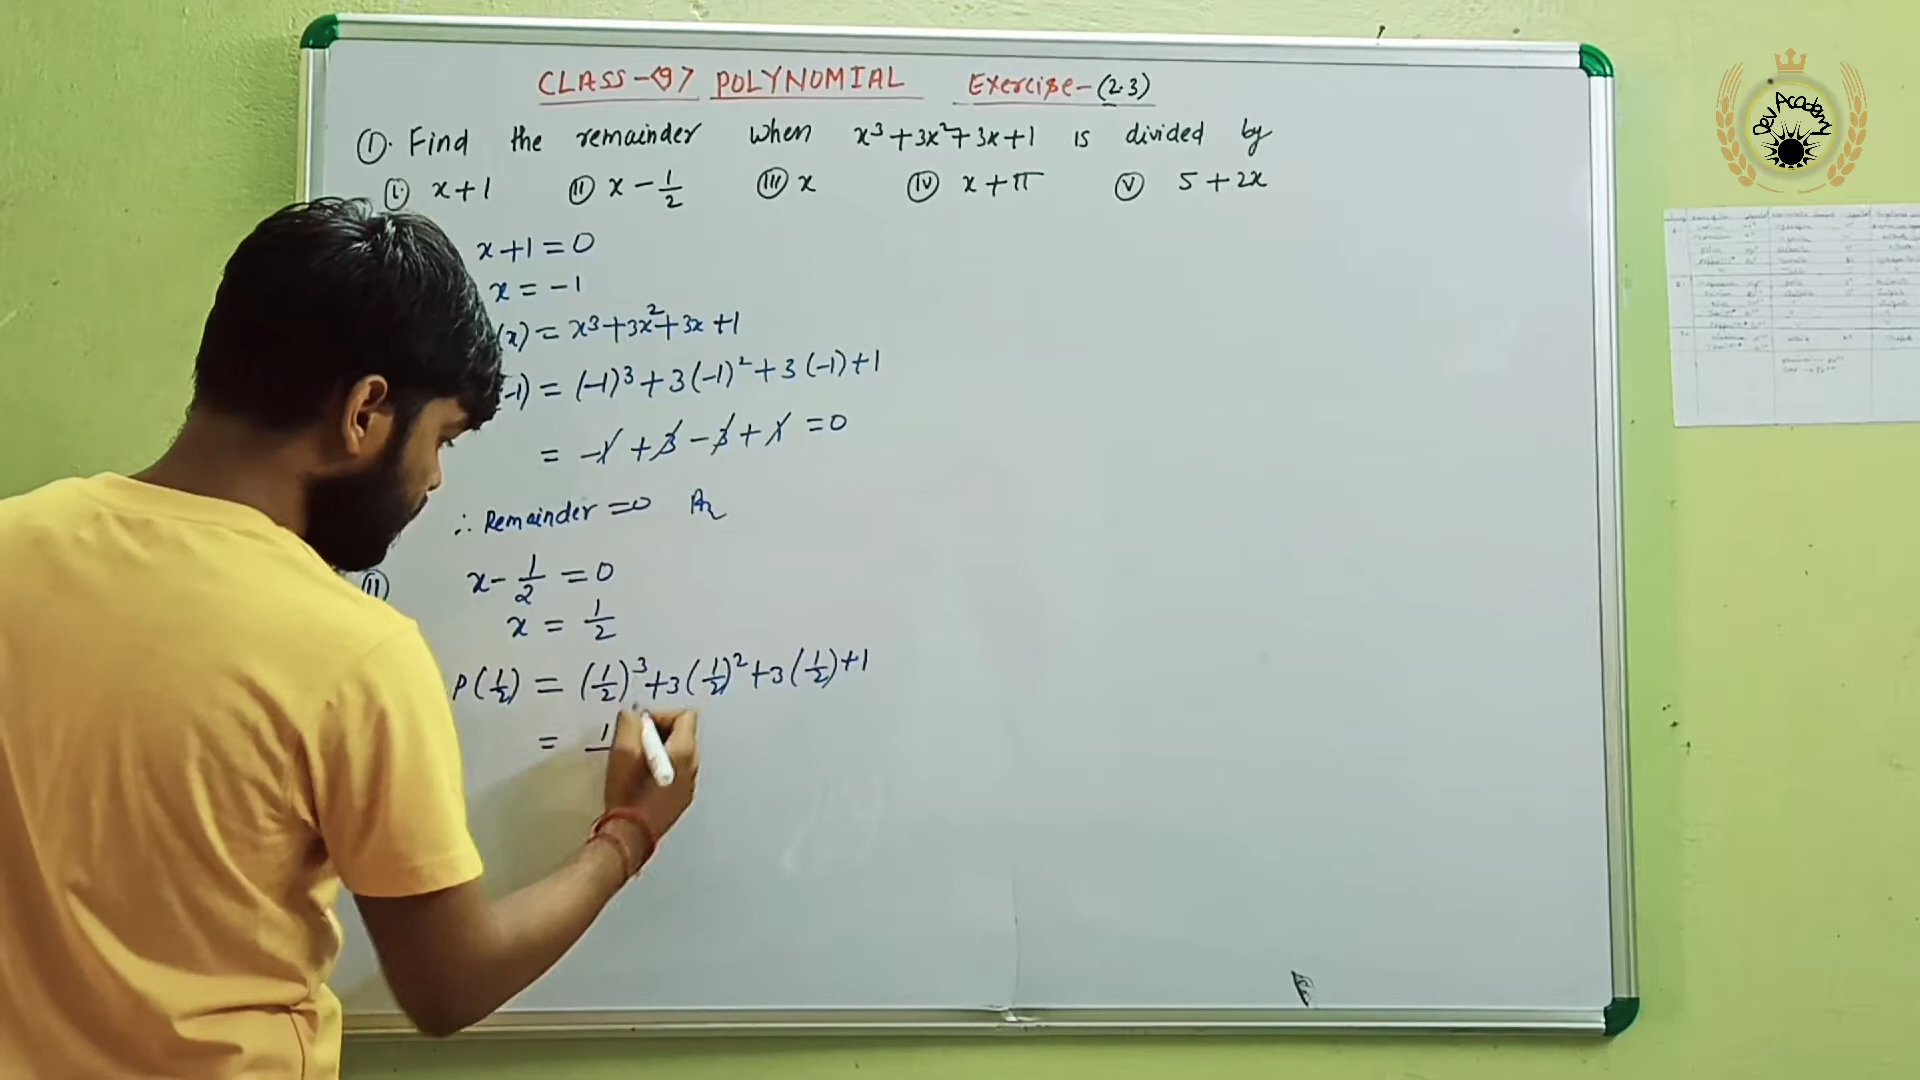 CLASS-<9> POLYNOMIAL Exercise-(2.3)
①. Find the remainder when x³+3x²+3x+1 is divided by
(i) x+1 (ii) x-1/2 (iii) x (iv) x+π (v) 5+2x
x+1=0
x=-1
(x)=x³+3x²+3x+1
-1)=(-1)³+3(-1)²+3(-1)+1
= -1+3-3+1=0
∴ Remainder=0
(ii) x-1/2=0
x=1/2
P(1/2)=(1/2)³+3(1/2)²+3(1/2)+1
= 1
Dev Academy